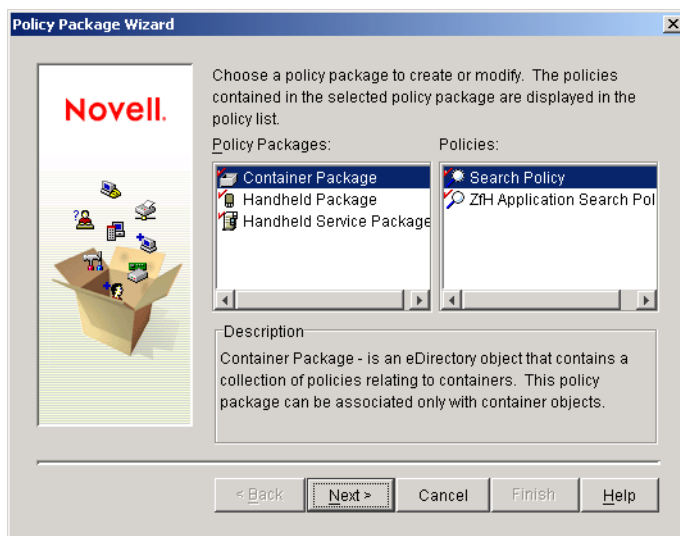 Policy Package Wizard
Novell.
Choose a policy package to create or modify. The policies
contained in the selected policy package are displayed in the
policy list.
Policy Packages:
Policies:
Container Package
Handheld Package
Handheld Service Package
Search Policy
ZfH Application Search Pol
Description
Container Package - is an eDirectory object that contains a
collection of policies relating to containers. This policy
package can be associated only with container objects.
< Back
Next >
Cancel
Finish
Help